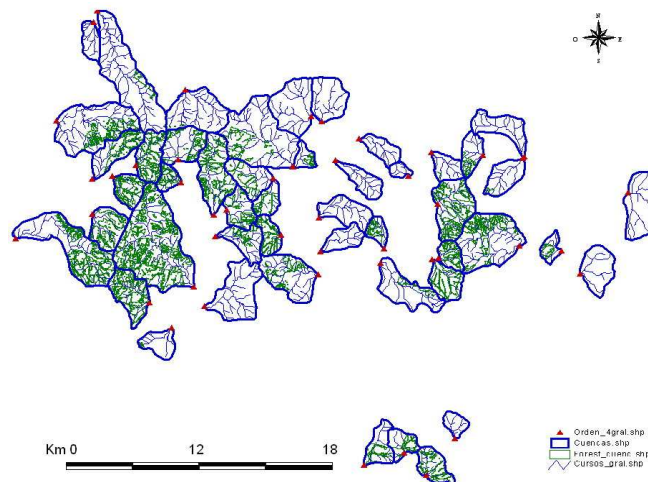 N
O E
S
Km 0 12 18
Orden_4gral.shp
Cuencas.shp
Forest_cuenc.shp
Cursos_gral.shp